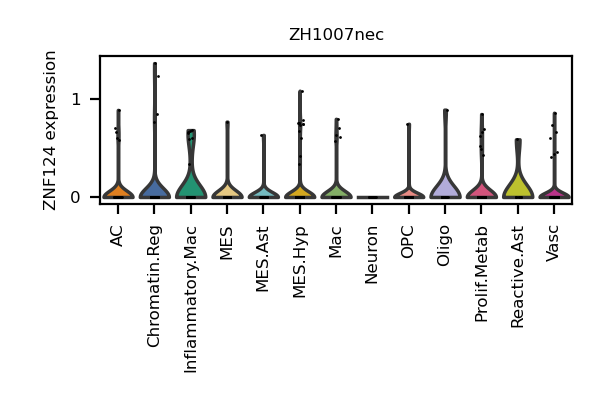 ZH1007nec
ZNF124 expression
1
0
AC
Chromatin.Reg
Inflammatory.Mac
MES
MES.Ast
MES.Hyp
Mac
Neuron
OPC
Oligo
Prolif.Metab
Reactive.Ast
Vasc